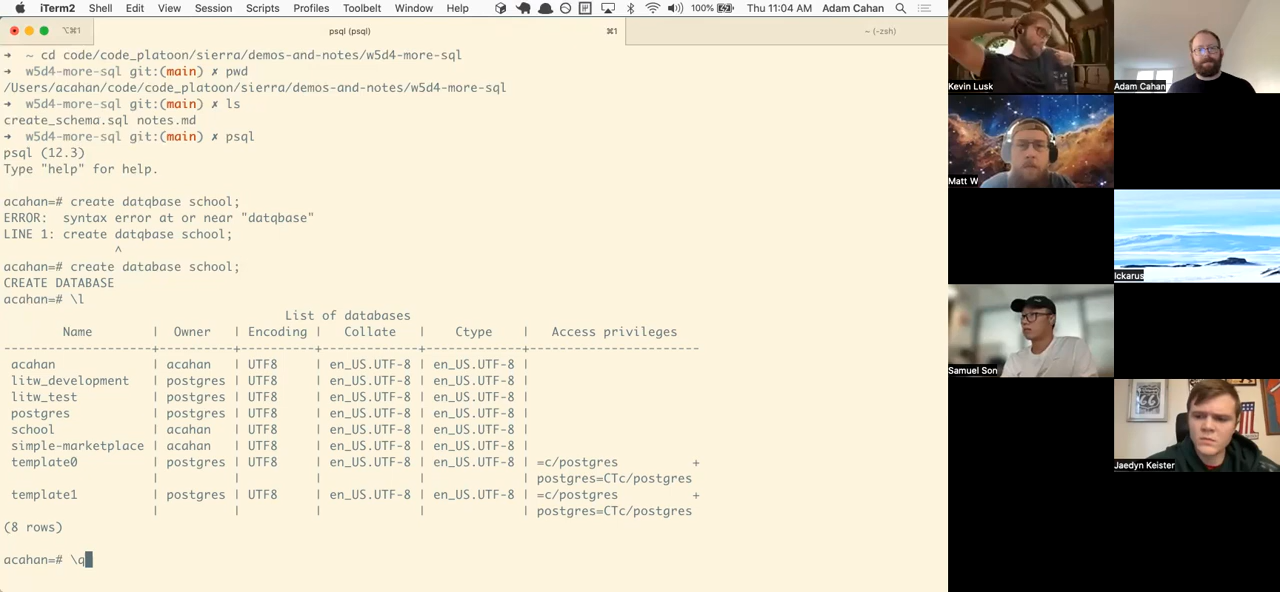 iTerm2 Shell Edit View Session Scripts Profiles Toolbelt Window Help 100% Thu 11:04 AM Adam Cahan
⌥⌘1 psql (psql) ⌘1 ~ (-zsh)
➜ ~ cd code/code_platoon/sierra/demos-and-notes/w5d4-more-sql
➜ w5d4-more-sql git:(main) ✗ pwd
/Users/acahan/code/code_platoon/sierra/demos-and-notes/w5d4-more-sql
➜ w5d4-more-sql git:(main) ✗ ls
create_schema.sql notes.md
➜ w5d4-more-sql git:(main) ✗ psql
psql (12.3)
Type "help" for help.
acahan=# create datqbase school;
ERROR:  syntax error at or near "datqbase"
LINE 1: create datqbase school;
^
acahan=# create database school;
CREATE DATABASE
acahan=# \l
List of databases
Name | Owner | Encoding | Collate | Ctype | Access privileges
---------------------+----------+----------+-------------+-------------+-----------------------
acahan | acahan | UTF8 | en_US.UTF-8 | en_US.UTF-8 |
litw_development | postgres | UTF8 | en_US.UTF-8 | en_US.UTF-8 |
litw_test | postgres | UTF8 | en_US.UTF-8 | en_US.UTF-8 |
postgres | postgres | UTF8 | en_US.UTF-8 | en_US.UTF-8 |
school | acahan | UTF8 | en_US.UTF-8 | en_US.UTF-8 |
simple-marketplace | acahan | UTF8 | en_US.UTF-8 | en_US.UTF-8 |
template0 | postgres | UTF8 | en_US.UTF-8 | en_US.UTF-8 | =c/postgres +
| | | | | postgres=CTc/postgres
template1 | postgres | UTF8 | en_US.UTF-8 | en_US.UTF-8 | =c/postgres +
| | | | | postgres=CTc/postgres
(8 rows)
acahan=# \q
Kevin Lusk
Adam Cahan
Matt W
Ickarus
Samuel Son
66
Jaedyn Keister